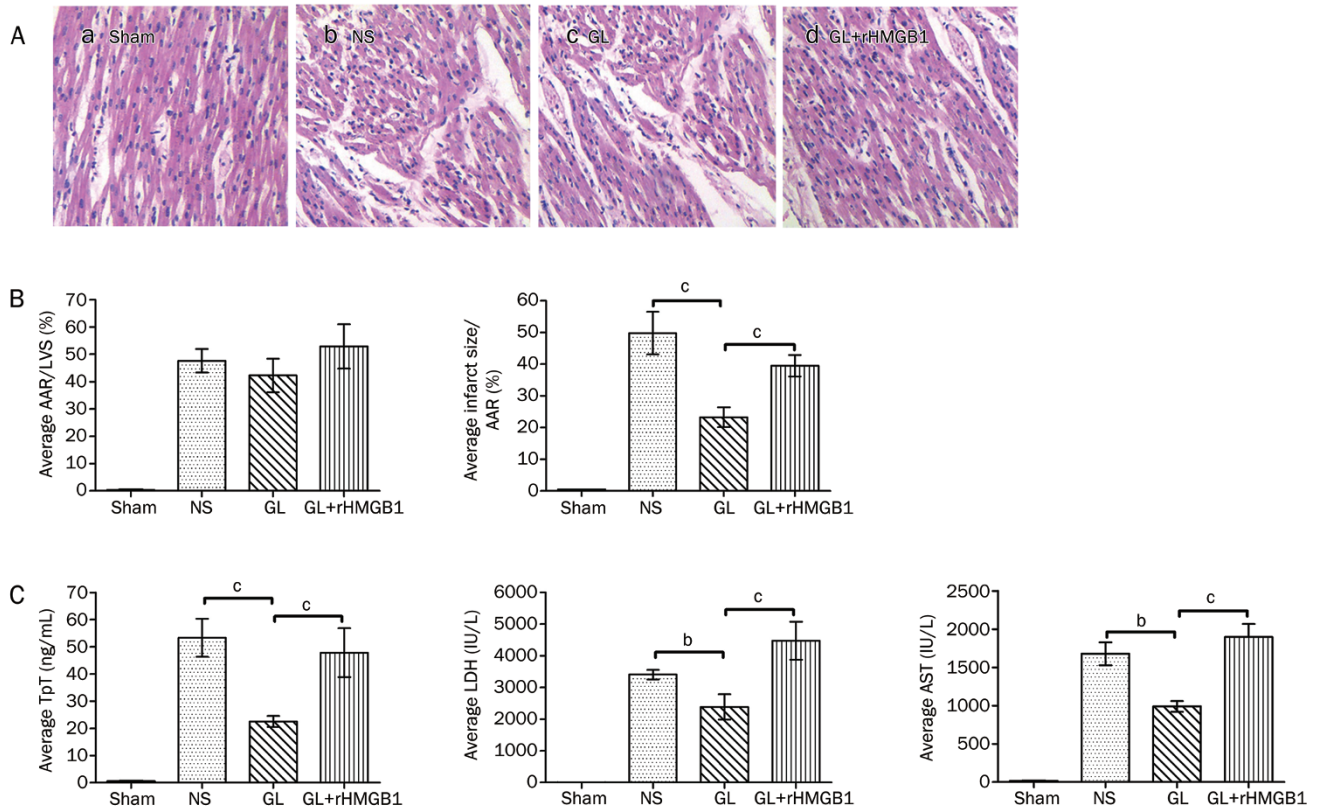 A
a Sham
b NS
c GL
d GL+rHMGB1
B
Average AAR/LVS (%)
70
60
50
40
30
20
10
0
Sham NS GL GL+rHMGB1
Average infarct size/
AAR (%)
60
50
40
30
20
10
0
c
c
Sham NS GL GL+rHMGB1
C
Average TpT (ng/mL)
70
60
50
40
30
20
10
0
c
c
Sham NS GL GL+rHMGB1
Average LDH (IU/L)
6000
5000
4000
3000
2000
1000
0
b
c
Sham NS GL GL+rHMGB1
Average AST (IU/L)
2500
2000
1500
1000
500
0
b
c
Sham NS GL GL+rHMGB1